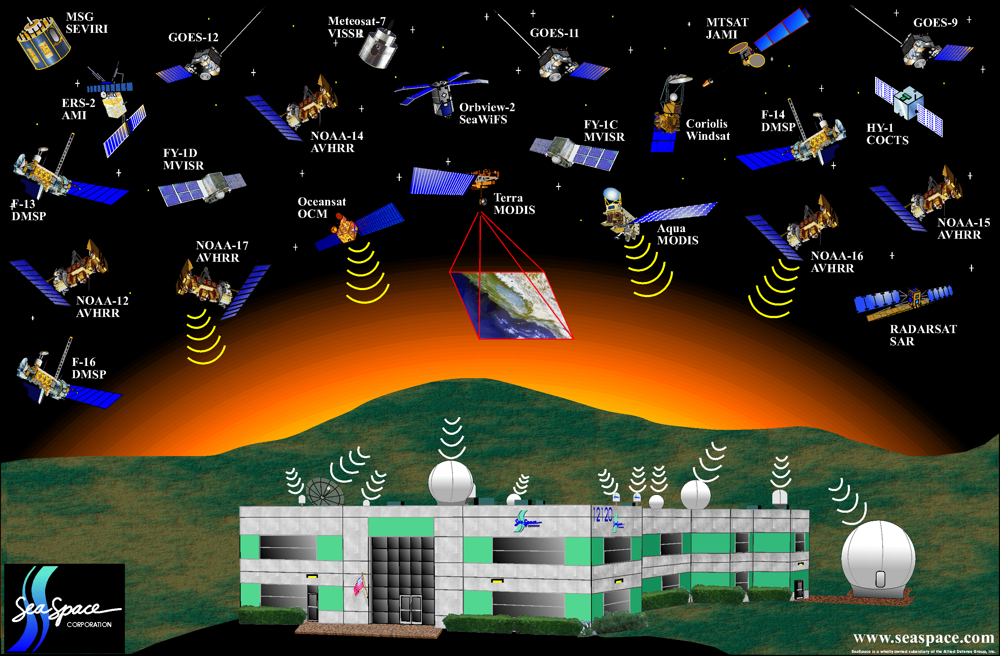 MSG
SEVIRI
GOES-12
Meteosat-7
VISSR
GOES-11
MTSAT
JAMI
GOES-9
ERS-2
AMI
Orbview-2
SeaWiFS
NOAA-14
AVHRR
FY-1C
MVISR
Coriolis
Windsat
F-14
DMSP
HY-1
COCTS
FY-1D
MVISR
F-13
DMSP
Oceansat
OCM
Terra
MODIS
Aqua
MODIS
NOAA-15
AVHRR
NOAA-17
AVHRR
NOAA-16
AVHRR
NOAA-12
AVHRR
RADARSAT
SAR
F-16
DMSP
SeaSpace
12120
SeaSpace
SeaSpace
CORPORATION
www.seaspace.com
SeaSpace is a wholly owned subsidiary of the Allied Defense Group, Inc.